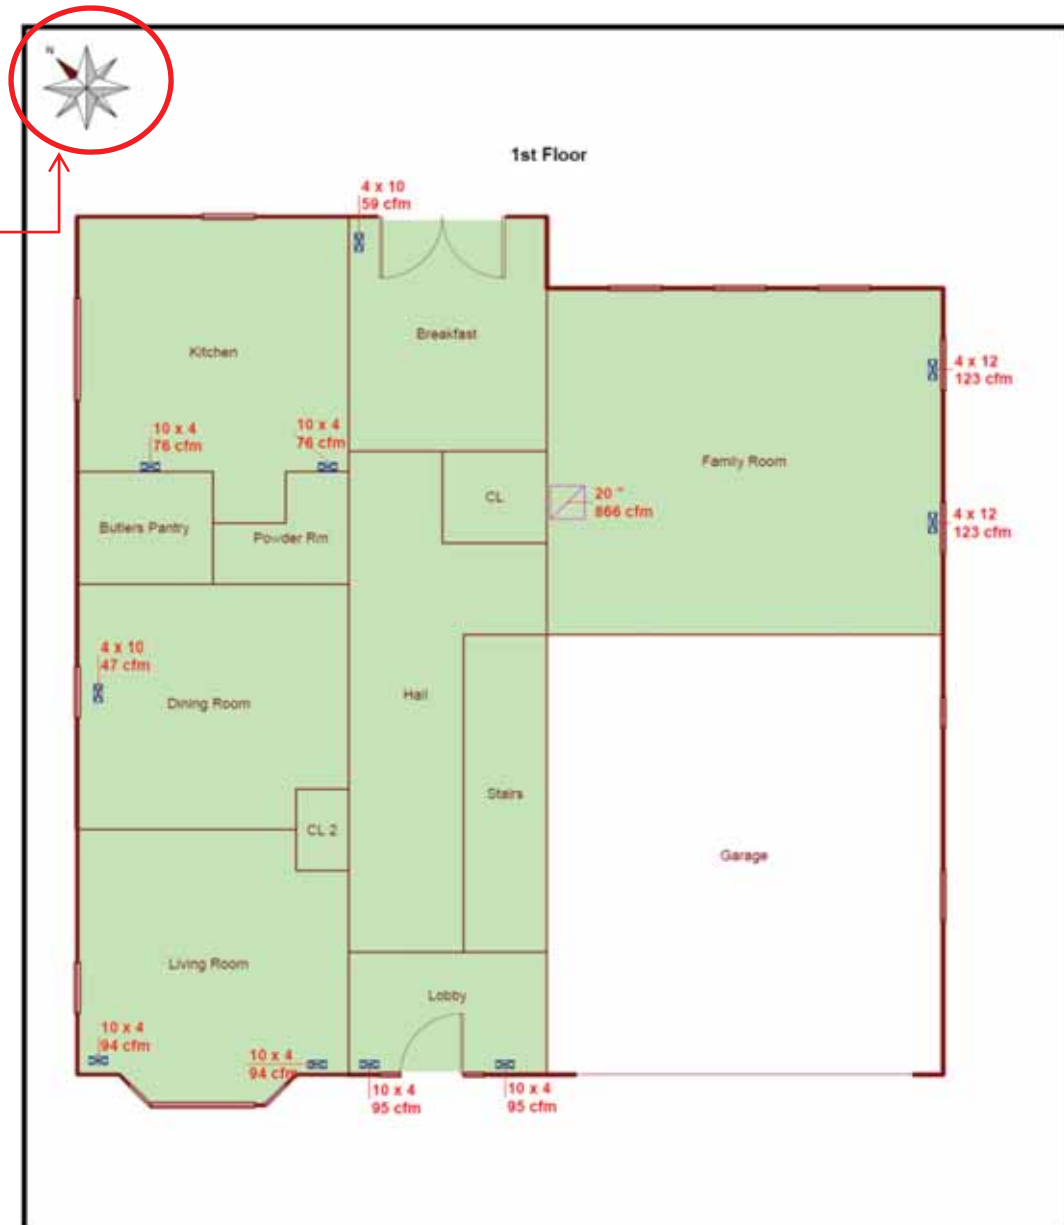 N
1st Floor
4 x 10
59 cfm
Breakfast
Kitchen
4 x 12
123 cfm
10 x 4
76 cfm
10 x 4
76 cfm
Family Room
CL
20 "
866 cfm
4 x 12
123 cfm
Butlers Pantry
Powder Rm
4 x 10
47 cfm
Dining Room
Hall
Stairs
CL 2
Garage
Living Room
Lobby
10 x 4
94 cfm
10 x 4
94 cfm
10 x 4
95 cfm
10 x 4
95 cfm